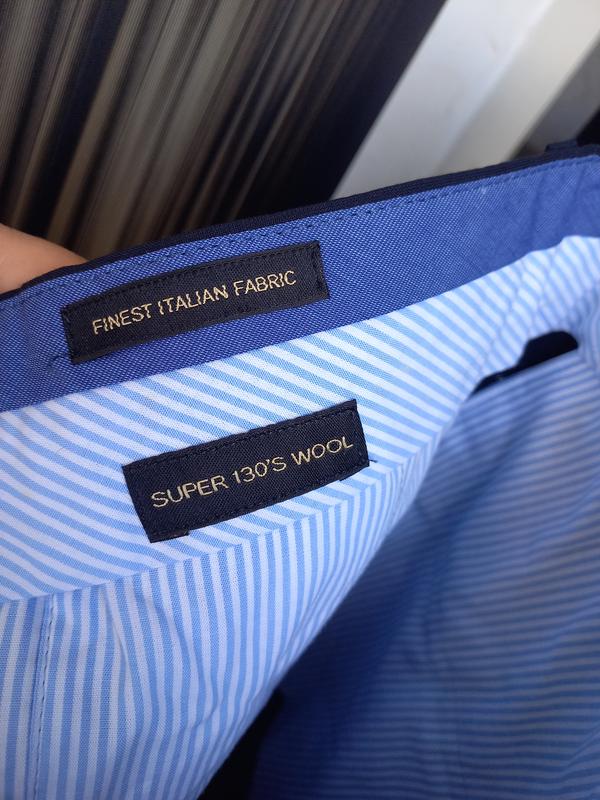 FINEST ITALIAN FABRIC
SUPER 130'S WOOL